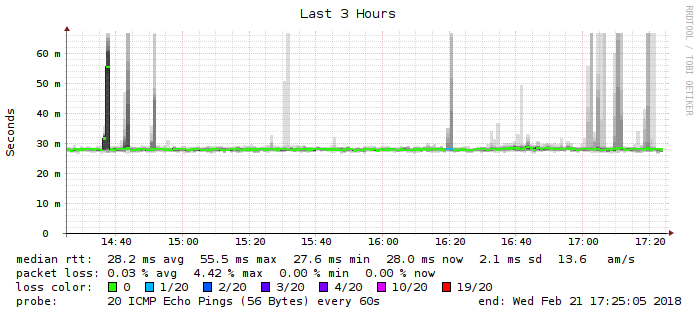 Last 3 Hours
RRDTOOL / TOBI OETIKER
Seconds
60 m
50 m
40 m
30 m
20 m
10 m
0
14:40 15:00 15:20 15:40 16:00 16:20 16:40 17:00 17:20
median rtt: 28.2 ms avg 55.5 ms max 27.6 ms min 28.0 ms now 2.1 ms sd 13.6 am/s
packet loss: 0.03 % avg 4.42 % max 0.00 % min 0.00 % now
loss color: 0 1/20 2/20 3/20 4/20 10/20 19/20
probe: 20 ICMP Echo Pings (56 Bytes) every 60s end: Wed Feb 21 17:25:05 2018